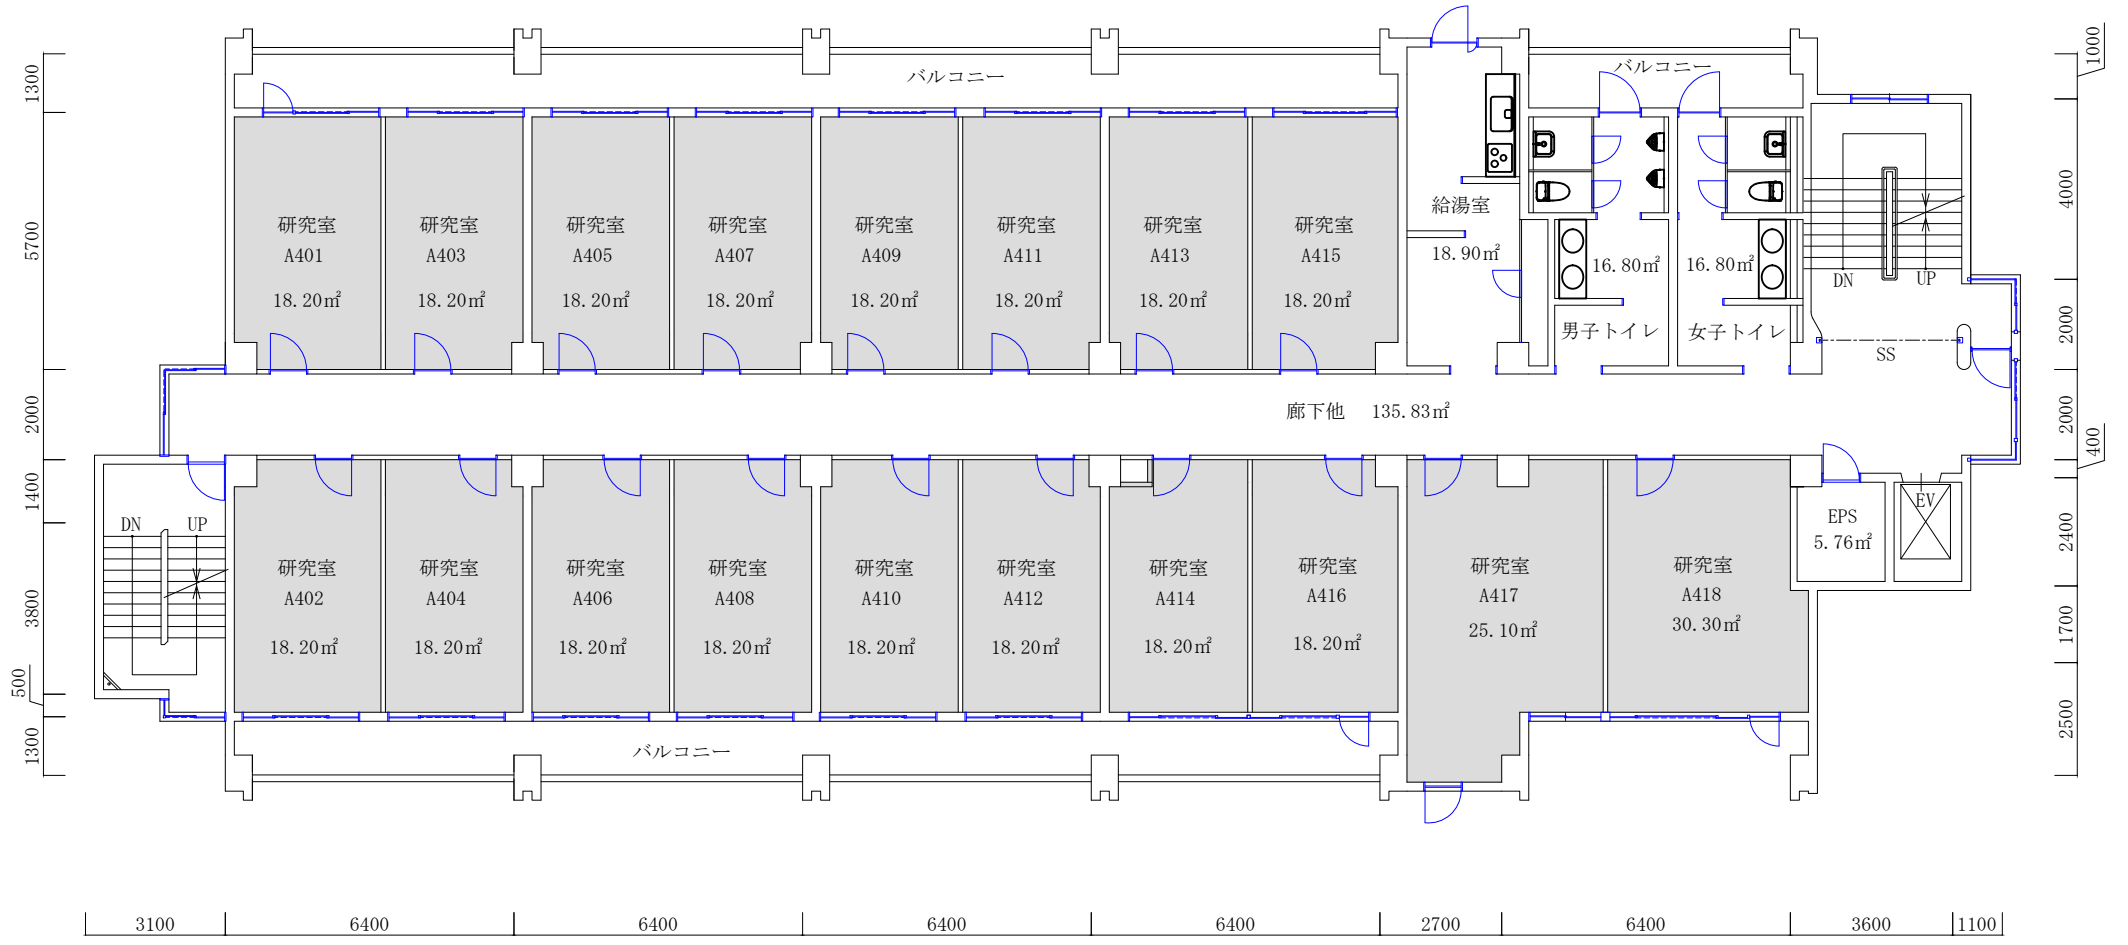 バルコニー
バルコニー
研究室
A401
18.20㎡
研究室
A403
18.20㎡
研究室
A405
18.20㎡
研究室
A407
18.20㎡
研究室
A409
18.20㎡
研究室
A411
18.20㎡
研究室
A413
18.20㎡
研究室
A415
18.20㎡
給湯室
18.90㎡
16.80㎡
男子トイレ
16.80㎡
女子トイレ
DN
UP
SS
廊下他 135.83㎡
DN
UP
研究室
A402
18.20㎡
研究室
A404
18.20㎡
研究室
A406
18.20㎡
研究室
A408
18.20㎡
研究室
A410
18.20㎡
研究室
A412
18.20㎡
研究室
A414
18.20㎡
研究室
A416
18.20㎡
研究室
A417
25.10㎡
研究室
A418
30.30㎡
EPS
5.76㎡
EV
バルコニー
1300
5700
2000
1400
3800
500
1300
1000
4000
2000
2000
400
2400
1700
2500
3100
6400
6400
6400
6400
2700
6400
3600
1100